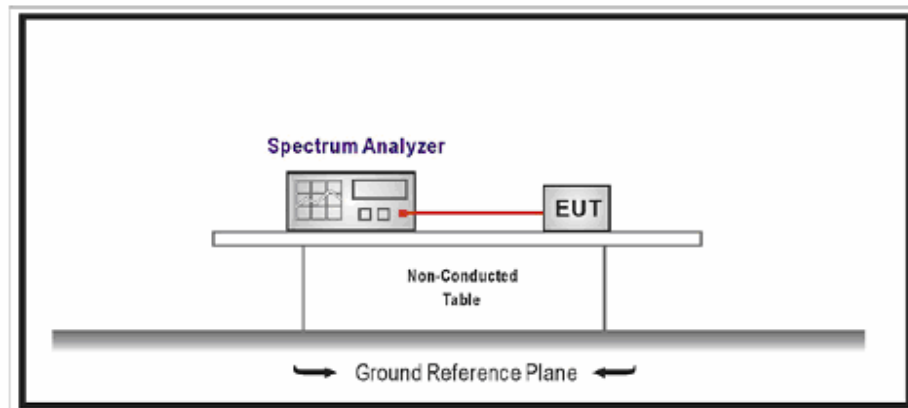 Spectrum Analyzer
EUT
Non-Conducted
Table
Ground Reference Plane